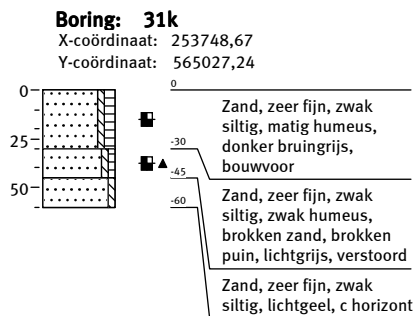 Boring: 31k
X-coördinaat: 253748,67
Y-coördinaat: 565027,24
0
0
Zand, zeer fijn, zwak
siltig, matig humeus,
donker bruingrijs,
bouwvoor
25
-30
-45
Zand, zeer fijn, zwak
siltig, zwak humeus,
brokken zand, brokken
puin, lichtgrijs, verstoord
50
-60
Zand, zeer fijn, zwak
siltig, lichtgeel, c horizont